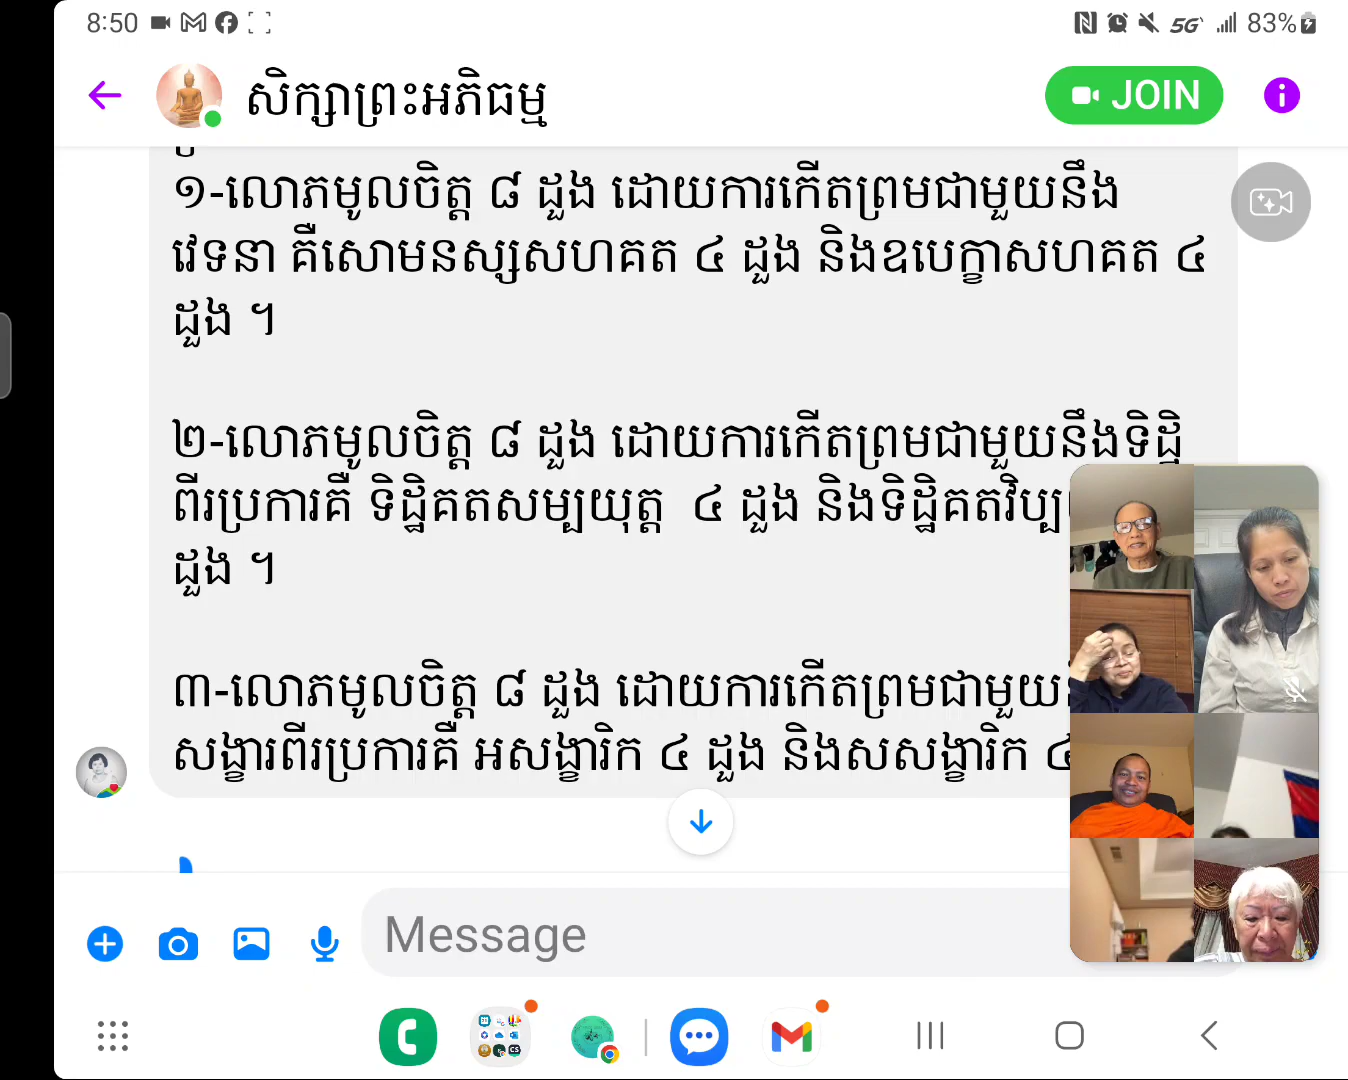 8:50
5G 83%
សិក្សាព្រះអភិធម្ម
JOIN
១-លោភមូលចិត្ត ៨ ដួង ដោយការកើតព្រមជាមួយនឹង
វេទនា គឺសោមនស្សសហគត ៤ ដួង និងឧបេក្ខាសហគត ៤
ដួង ។
២-លោភមូលចិត្ត ៨ ដួង ដោយការកើតព្រមជាមួយនឹងទិដ្ឋិ
ពីរប្រការគឺ ទិដ្ឋិគតសម្បយុត្ត ៤ ដួង និងទិដ្ឋិគតវិប្ប
ដួង ។
៣-លោភមូលចិត្ត ៨ ដួង ដោយការកើតព្រមជាមួយ
សង្ខារពីរប្រការគឺ អសង្ខារិក ៤ ដួង និងសសង្ខារិក ៤
Message